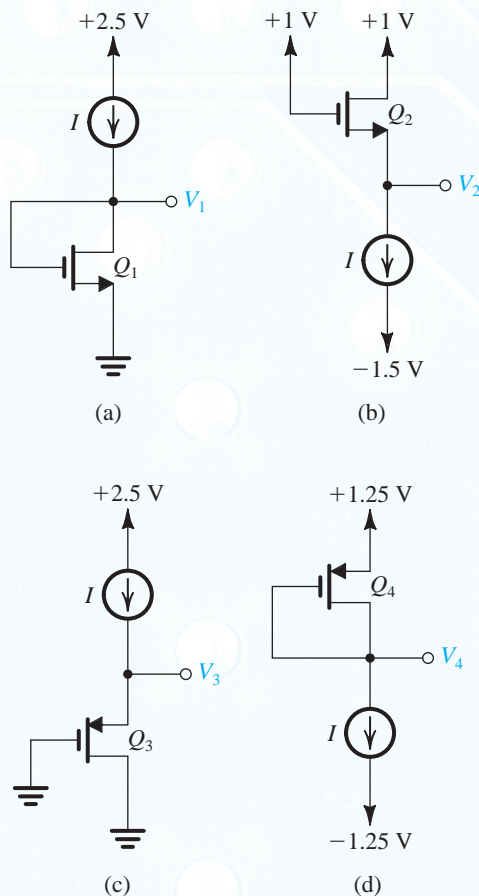 +2.5 V
I
V1
Q1
(a)
+1 V
+1 V
Q2
V2
I
−1.5 V
(b)
+2.5 V
I
V3
Q3
(c)
+1.25 V
Q4
V4
I
−1.25 V
(d)